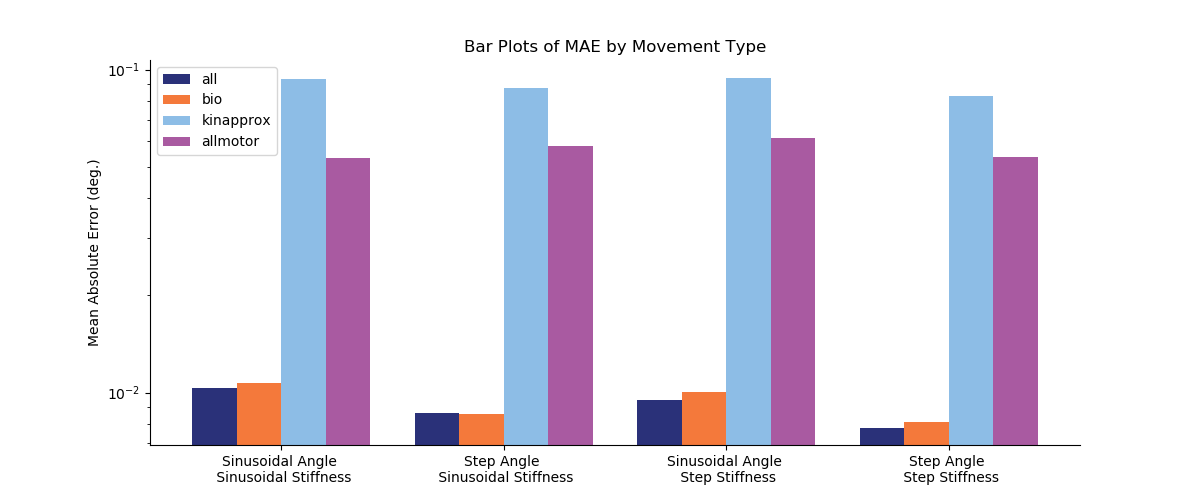 Bar Plots of MAE by Movement Type
10⁻¹
10⁻²
Mean Absolute Error (deg.)
all
bio
kinapprox
allmotor
Sinusoidal Angle
Sinusoidal Stiffness
Step Angle
Sinusoidal Stiffness
Sinusoidal Angle
Step Stiffness
Step Angle
Step Stiffness